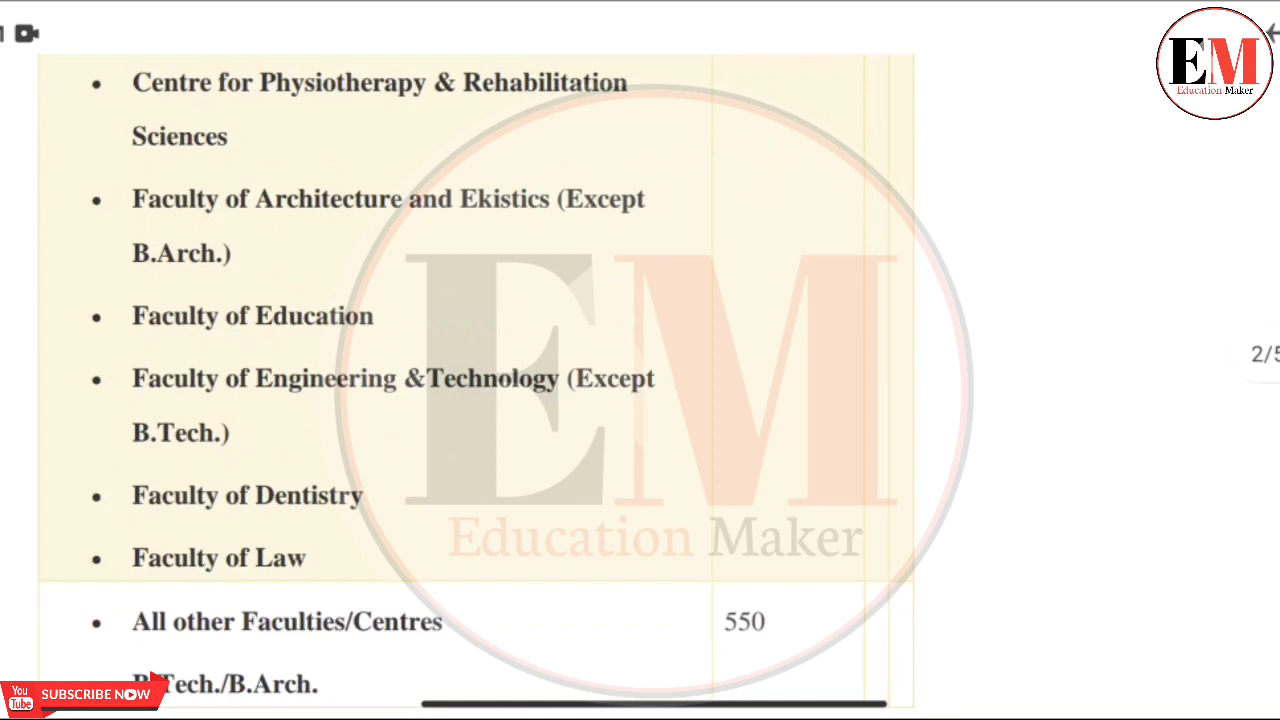 EM
Education Maker
• Centre for Physiotherapy & Rehabilitation
Sciences
• Faculty of Architecture and Ekistics (Except
B.Arch.)
• Faculty of Education
2/5
• Faculty of Engineering &Technology (Except
B.Tech.)
• Faculty of Dentistry
EM
Education Maker
• Faculty of Law
• All other Faculties/Centres 550
Tech./B.Arch.
You
Tube
SUBSCRIBE NOW